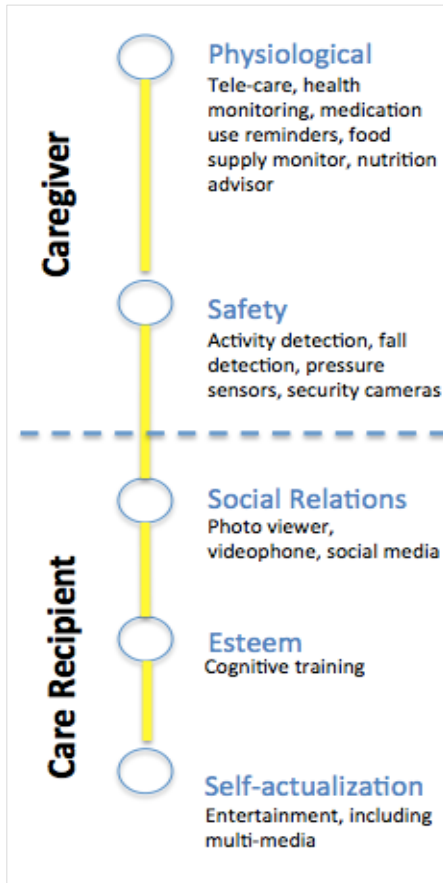 Caregiver
Physiological
Tele-care, health
monitoring, medication
use reminders, food
supply monitor, nutrition
advisor
Safety
Activity detection, fall
detection, pressure
sensors, security cameras
Care Recipient
Social Relations
Photo viewer,
videophone, social media
Esteem
Cognitive training
Self-actualization
Entertainment, including
multi-media